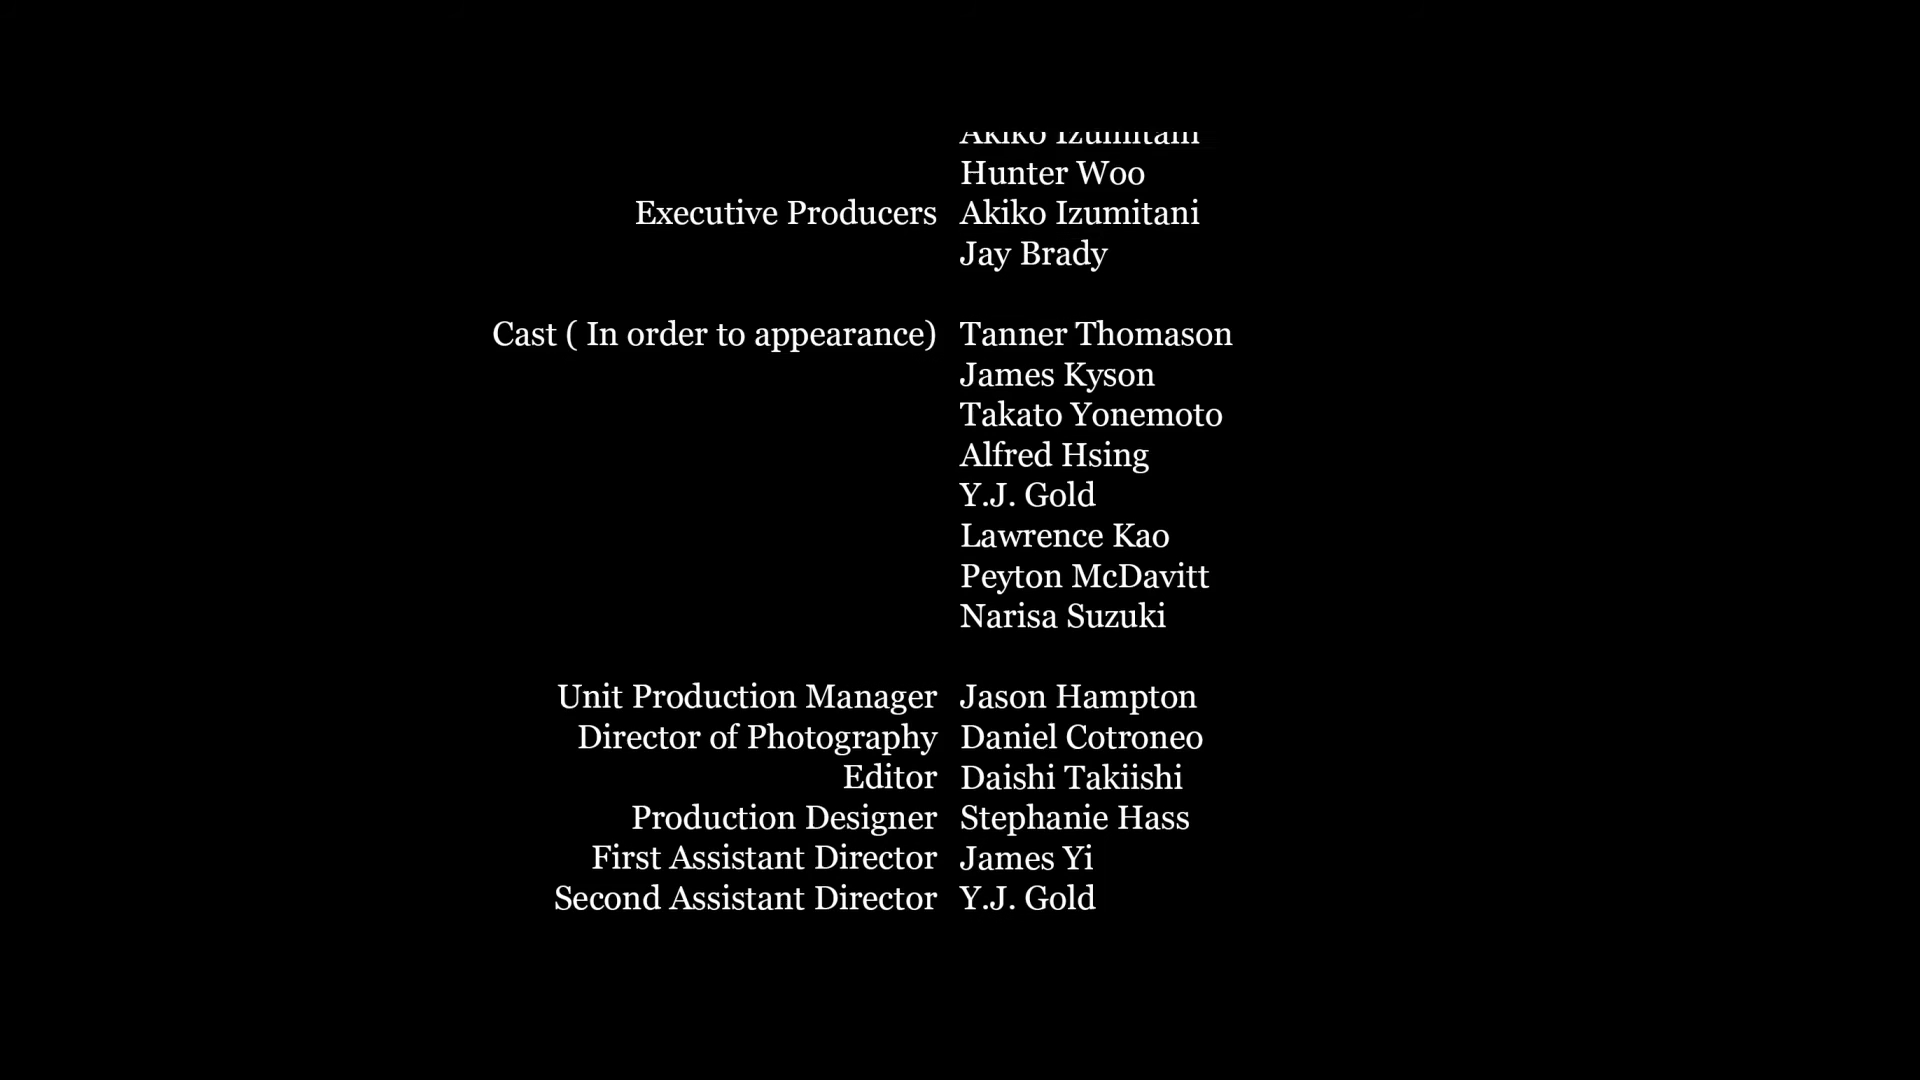 Akiko Izumitani
Hunter Woo
Executive Producers Akiko Izumitani
Jay Brady
Cast ( In order to appearance) Tanner Thomason
James Kyson
Takato Yonemoto
Alfred Hsing
Y.J. Gold
Lawrence Kao
Peyton McDavitt
Narisa Suzuki
Unit Production Manager Jason Hampton
Director of Photography Daniel Cotroneo
Editor Daishi Takiishi
Production Designer Stephanie Hass
First Assistant Director James Yi
Second Assistant Director Y.J. Gold